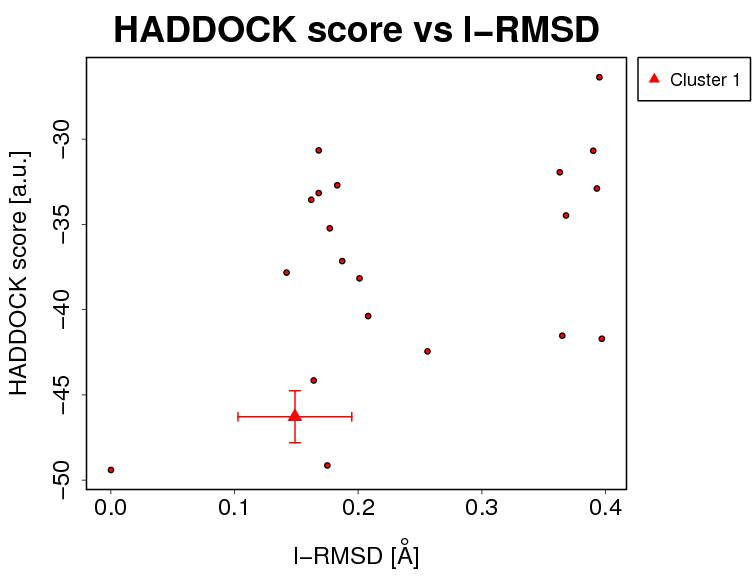 HADDOCK score vs l−RMSD
Cluster 1
HADDOCK score [a.u.]
−30
−35
−40
−45
−50
0.0 0.1 0.2 0.3 0.4
l−RMSD [Å]